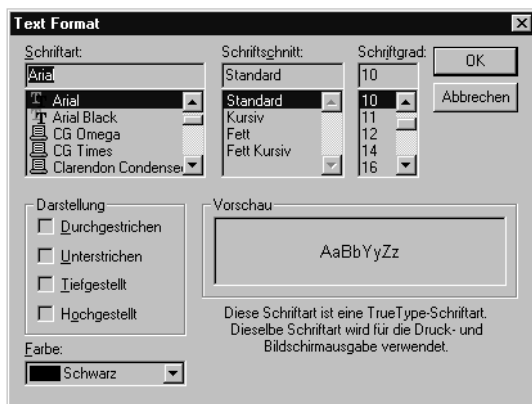 Text Format
Schriftart:
Arial
Arial
Arial Black
CG Omega
CG Times
Clarendon Condense
Schriftschnitt:
Standard
Standard
Kursiv
Fett
Fett Kursiv
Schriftgrad:
10
10
11
12
14
16
OK
Abbrechen
Darstellung
Durchgestrichen
Unterstrichen
Tiefgestellt
Hochgestellt
Vorschau
AaBbYyZz
Diese Schriftart ist eine TrueType-Schriftart.
Dieselbe Schriftart wird für die Druck- und
Bildschirmausgabe verwendet.
Farbe:
Schwarz